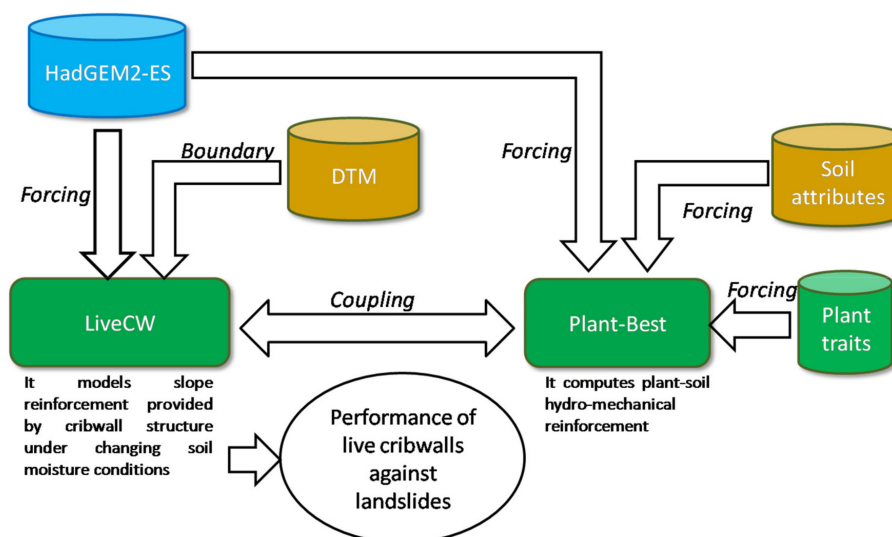 HadGEM2-ES
Boundary
DTM
Forcing
Forcing
Soil
attributes
Forcing
LiveCW
Coupling
Plant-Best
Forcing
Plant
traits
It models slope
reinforcement provided
by cribwall structure
under changing soil
moisture conditions
It computes plant-soil
hydro-mechanical
reinforcement
Performance of
live cribwalls
against
landslides